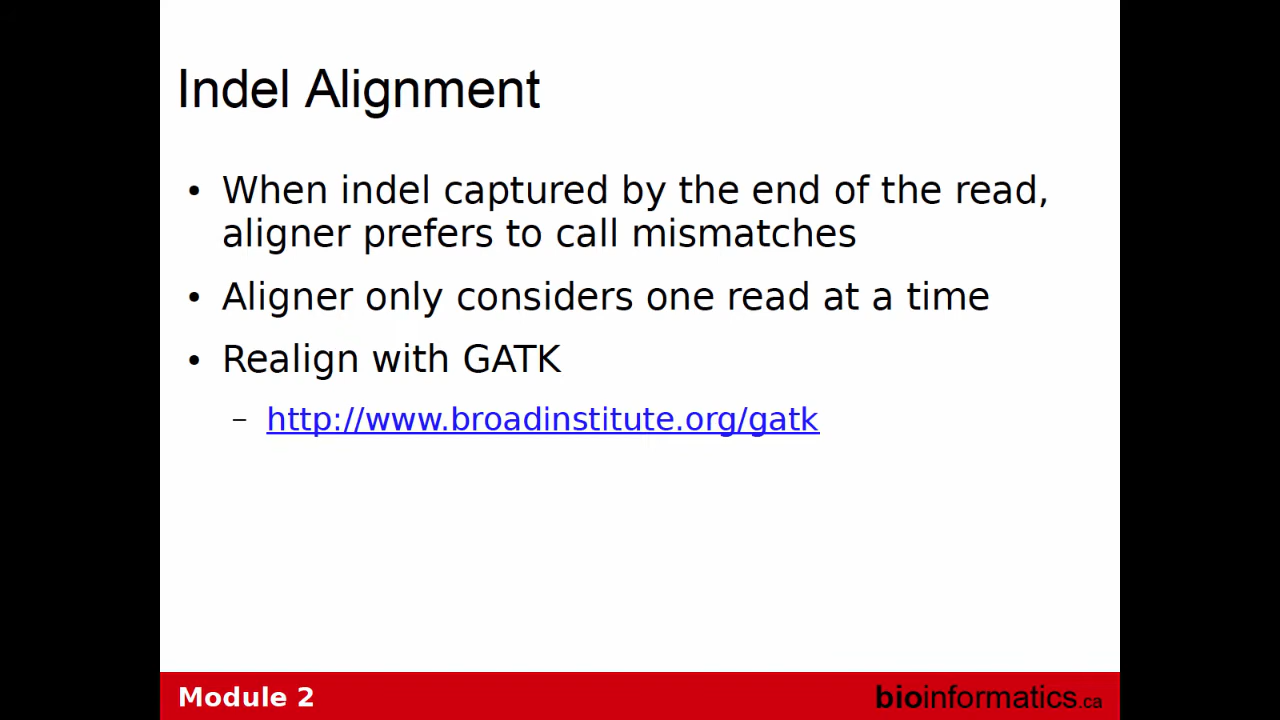 Indel Alignment
• When indel captured by the end of the read,
aligner prefers to call mismatches
• Aligner only considers one read at a time
• Realign with GATK
– http://www.broadinstitute.org/gatk
Module 2
bioinformatics.ca